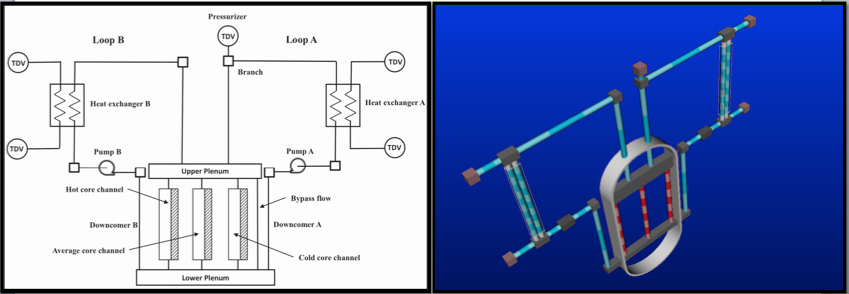 Pressurizer
TDV
Loop B
Loop A
TDV
TDV
Branch
Heat exchanger B
Heat exchanger A
TDV
TDV
Pump B
Pump A
Upper Plenum
Hot core channel
Bypass flow
Downcomer B
Downcomer A
Average core channel
Cold core channel
Lower Plenum